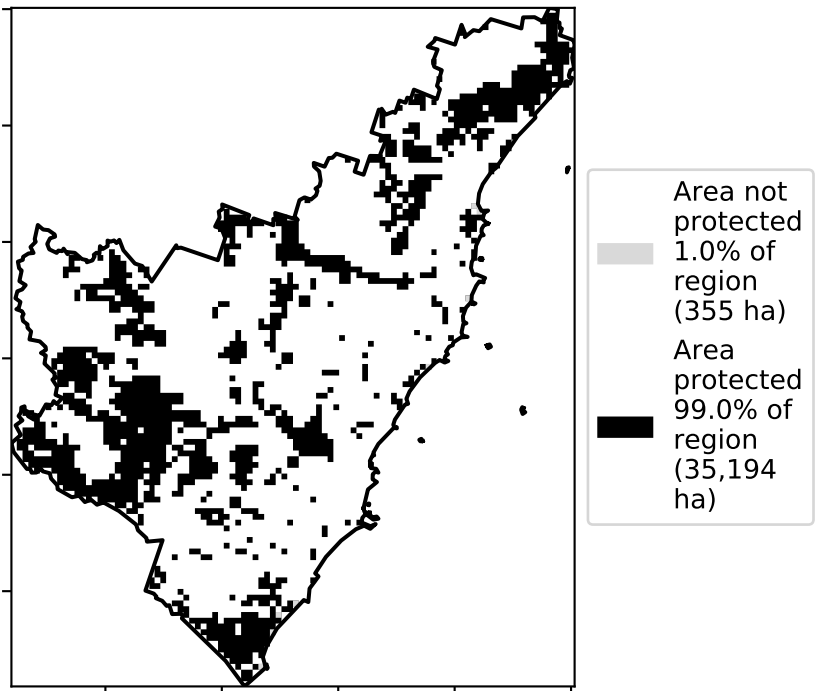 Area not
protected
1.0% of
region
(355 ha)
Area
protected
99.0% of
region
(35,194
ha)